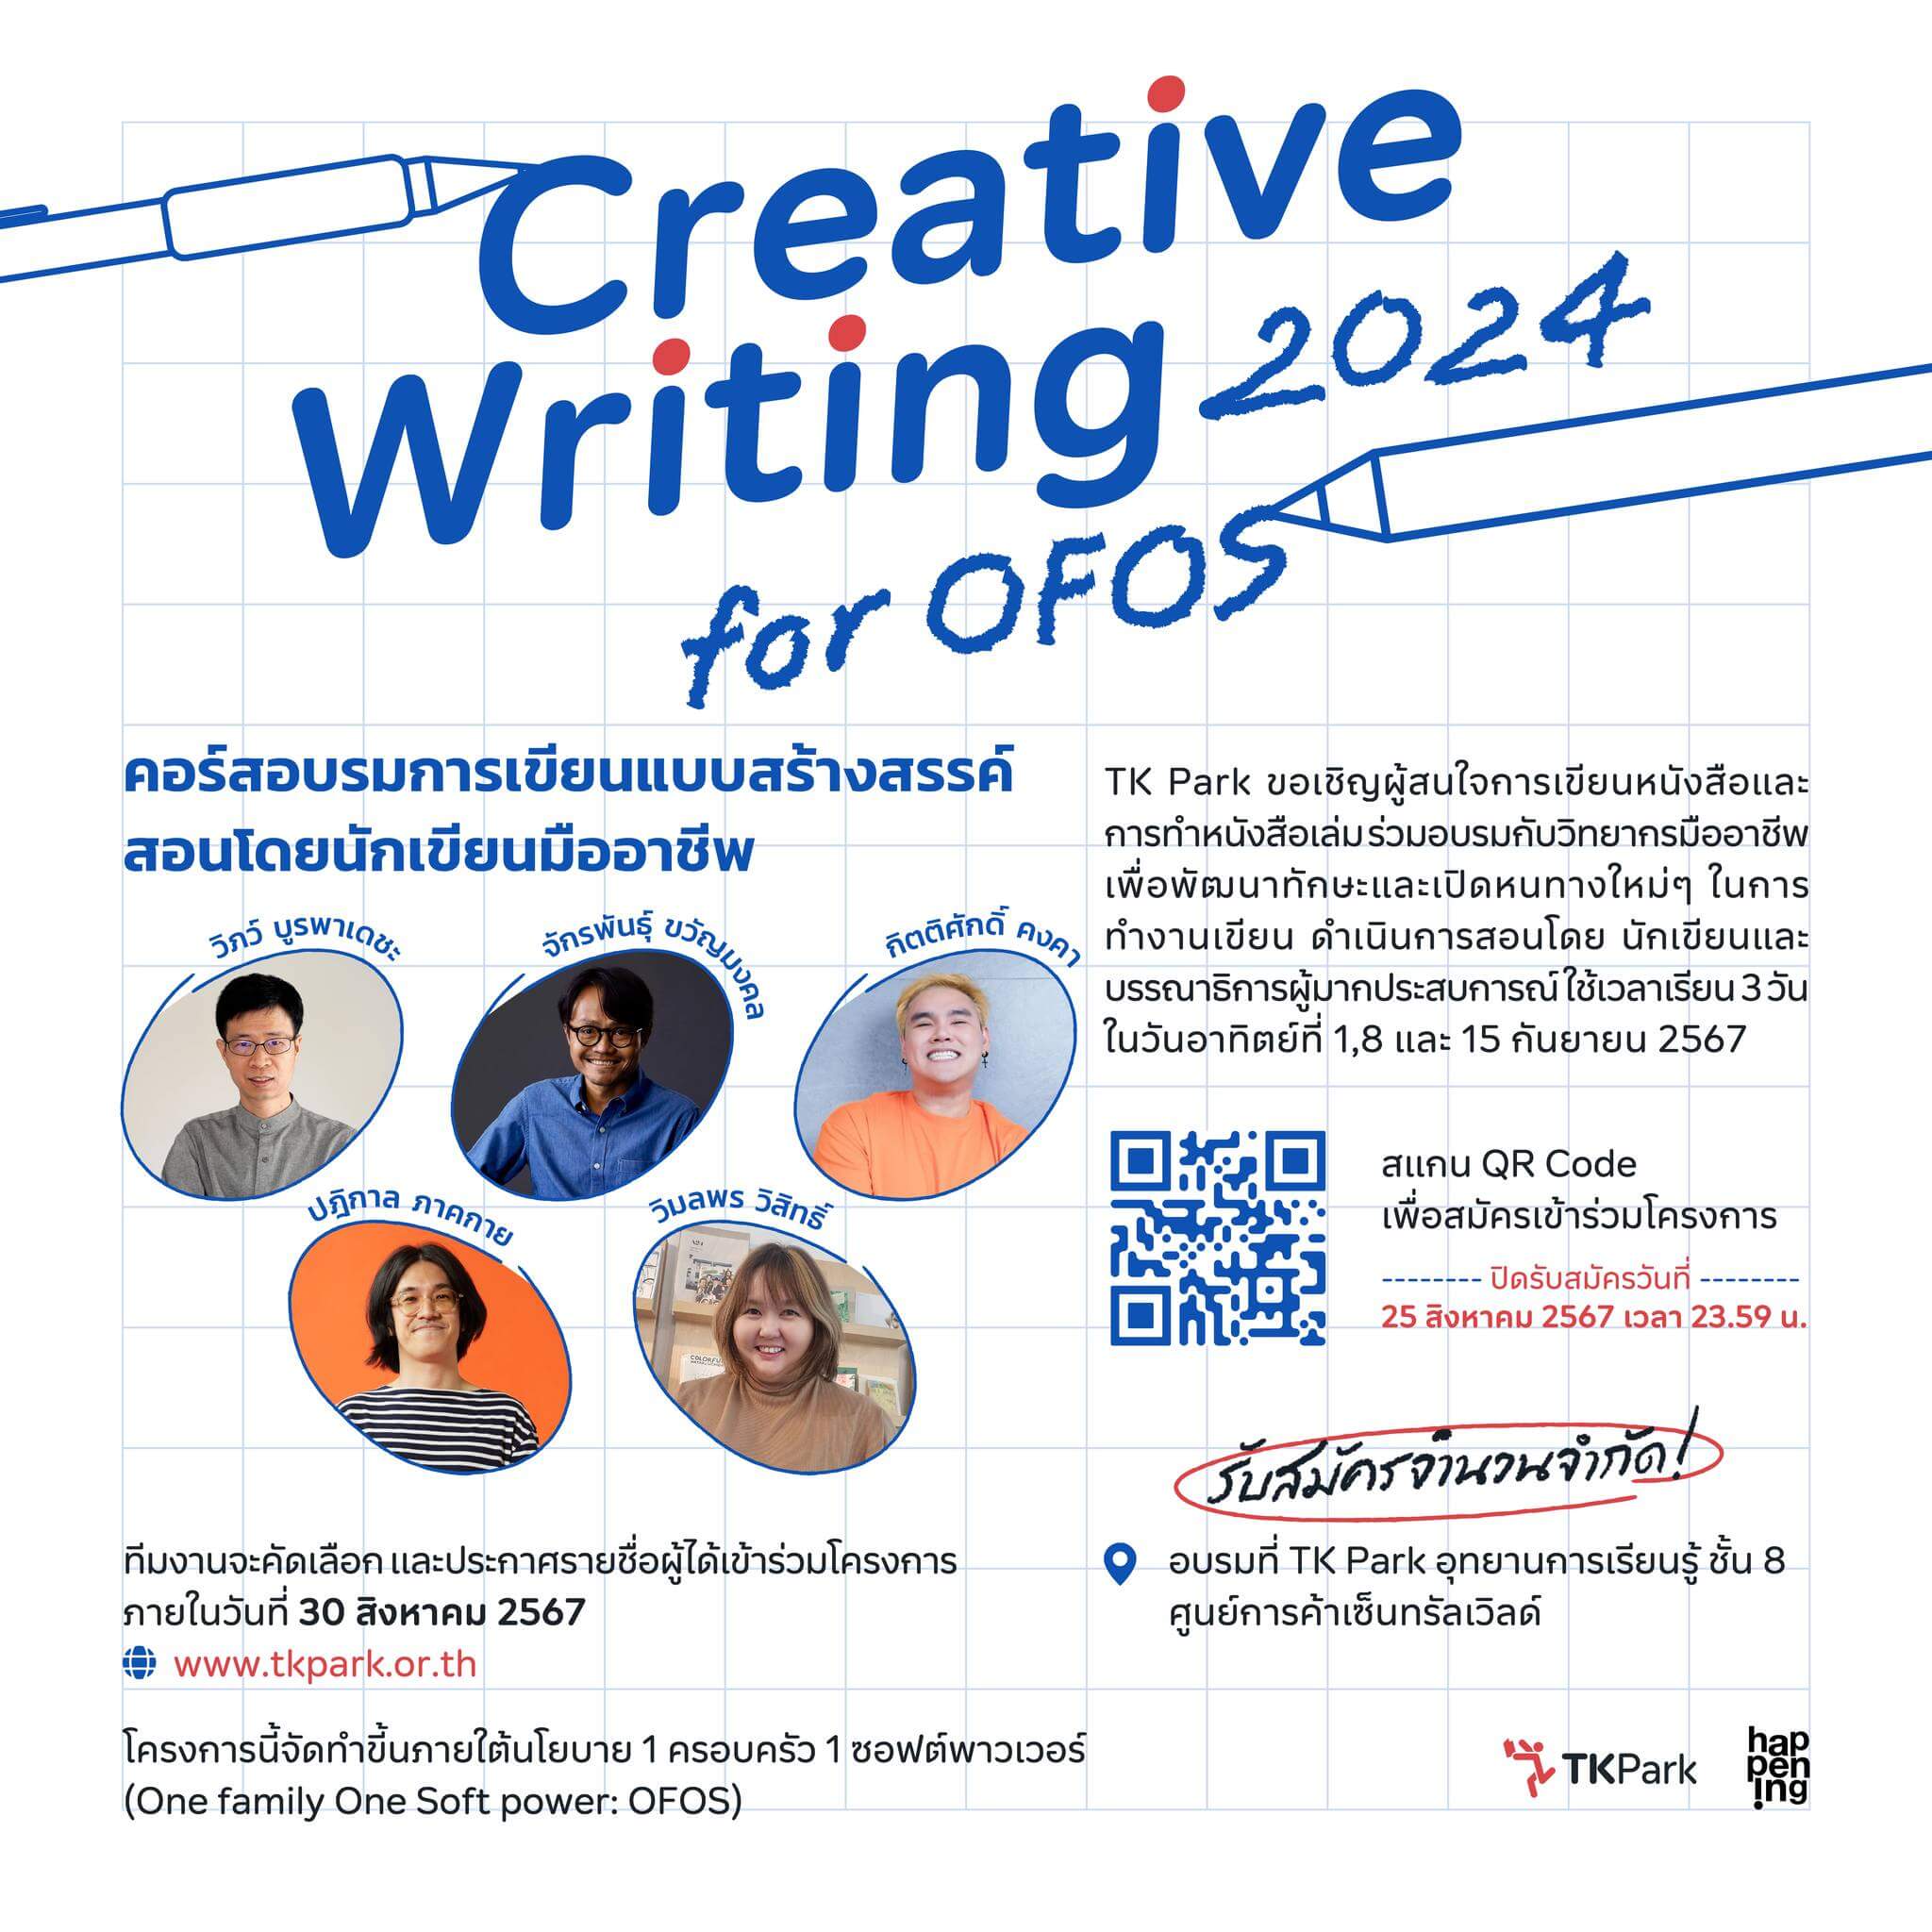 Creative
Writing 2024
for OFOS
คอร์สอบรมการเขียนแบบสร้างสรรค์
สอนโดยนักเขียนมืออาชีพ
วิภว์ บูรพาเดชะ
จักรพันธุ์ ขวัญมงคล
กิตติศักดิ์ คงคา
ปฏิกาล ภาคกาย
วิมลพร วิสิทธิ์
TK Park ขอเชิญผู้สนใจการเขียนหนังสือและ
การทำหนังสือเล่มร่วมอบรมกับวิทยากรมืออาชีพ
เพื่อพัฒนาทักษะและเปิดหนทางใหม่ๆ ในการ
ทำงานเขียน ดำเนินการสอนโดย นักเขียนและ
บรรณาธิการผู้มากประสบการณ์ ใช้เวลาเรียน 3 วัน
ในวันอาทิตย์ที่ 1,8 และ 15 กันยายน 2567
สแกน QR Code
เพื่อสมัครเข้าร่วมโครงการ
-------- ปิดรับสมัครวันที่ --------
25 สิงหาคม 2567 เวลา 23.59 น.
รับสมัครจำนวนจำกัด!
อบรมที่ TK Park อุทยานการเรียนรู้ ชั้น 8
ศูนย์การค้าเซ็นทรัลเวิลด์
ทีมงานจะคัดเลือก และประกาศรายชื่อผู้ได้เข้าร่วมโครงการ
ภายในวันที่ 30 สิงหาคม 2567
www.tkpark.or.th
โครงการนี้จัดทำขึ้นภายใต้นโยบาย 1 ครอบครัว 1 ซอฟต์พาวเวอร์
(One family One Soft power: OFOS)
TKPark
hap
pen
ing